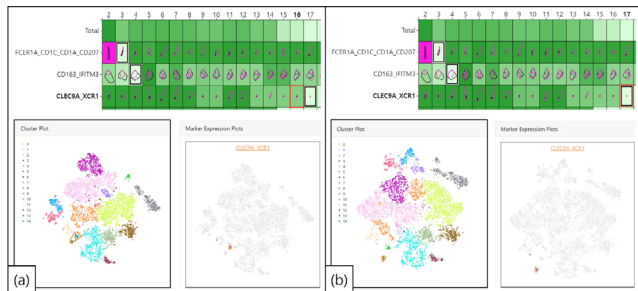 2 3 4 5 6 7 8 9 10 11 12 13 14 15 16 17
Total
FCER1A_CD1C_CD1A_CD207
CD163_IFITM3
CLEC9A_XCR1
Cluster Plot
Marker Expression Plots
CLEC9A_XCR1
(a)
2 3 4 5 6 7 8 9 10 11 12 13 14 15 16 17
Total
FCER1A_CD1C_CD1A_CD207
CD163_IFITM3
CLEC9A_XCR1
Cluster Plot
Marker Expression Plots
CLEC9A_XCR1
(b)